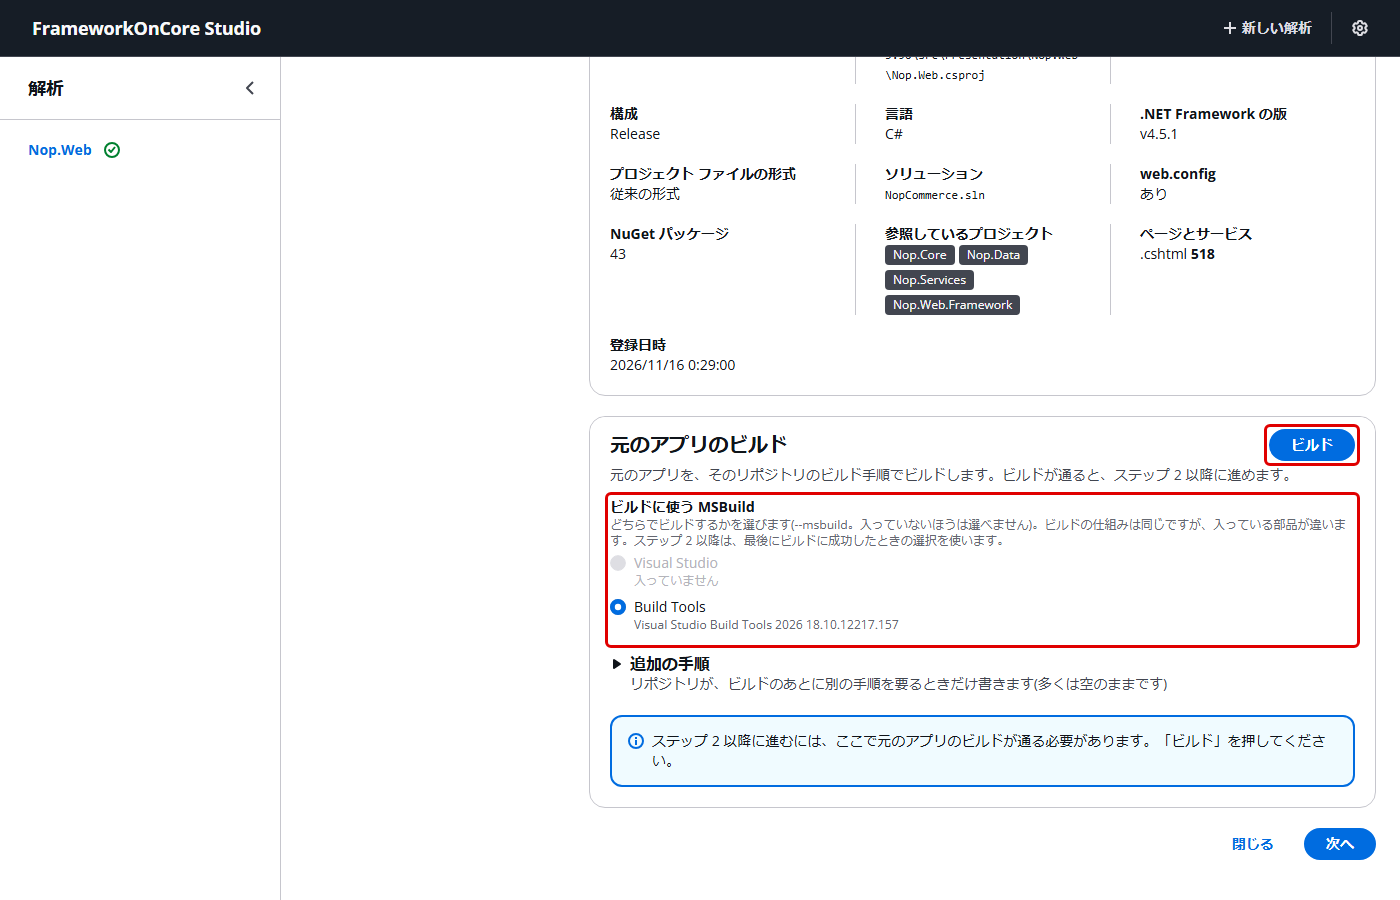 FrameworkOnCore Studio
新しい解析
解析
Nop.Web
\Nop.Web.csproj
構成
Release
言語
C#
.NET Framework の版
v4.5.1
プロジェクト ファイルの形式
従来の形式
ソリューション
NopCommerce.sln
web.config
あり
NuGet パッケージ
43
参照しているプロジェクト
Nop.Core Nop.Data
Nop.Services
Nop.Web.Framework
ページとサービス
.cshtml 518
登録日時
2026/11/16 0:29:00
元のアプリのビルド
ビルド
元のアプリを、そのリポジトリのビルド手順でビルドします。ビルドが通ると、ステップ 2 以降に進めます。
ビルドに使う MSBuild
どちらでビルドするかを選びます(--msbuild。入っていないほうは選べません)。ビルドの仕組みは同じですが、入っている部品が違いま
す。ステップ 2 以降は、最後にビルドに成功したときの選択を使います。
Visual Studio
入っていません
Build Tools
Visual Studio Build Tools 2026 18.10.12217.157
追加の手順
リポジトリが、ビルドのあとに別の手順を要るときだけ書きます(多くは空のままです)
ステップ 2 以降に進むには、ここで元のアプリのビルドが通る必要があります。「ビルド」を押してくださ
い。
閉じる
次へ